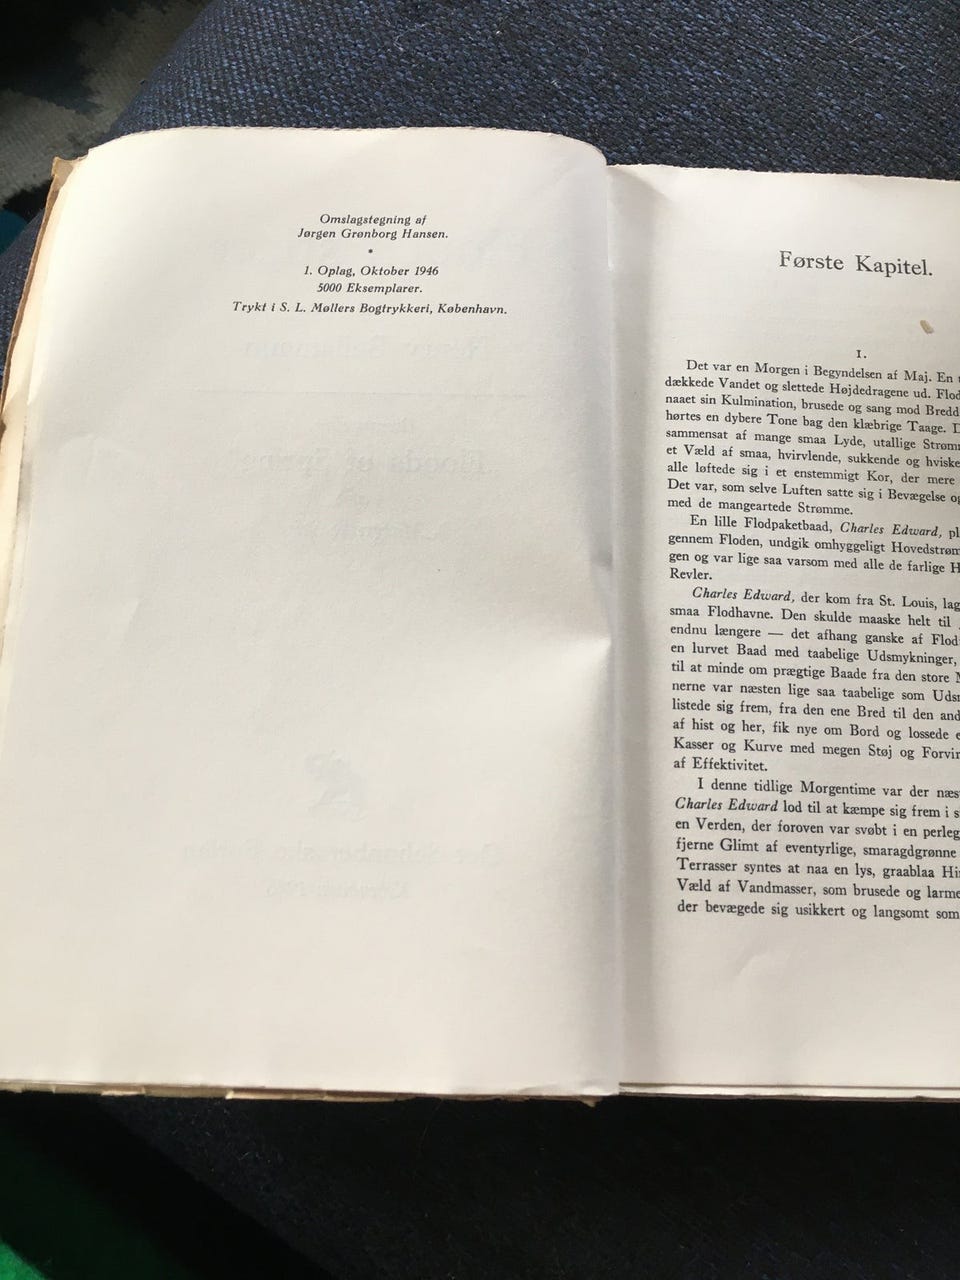 Omslagstegning af
Jørgen Grønborg Hansen.
*
1. Oplag, Oktober 1946
5000 Eksemplarer.
Trykt i S. L. Møllers Bogtrykkeri, København.
Første Kapitel.
I.
Det var en Morgen i Begyndelsen af Maj. En
dækkede Vandet og slettede Højdedragene ud. Flod
naaet sin Kulmination, brusede og sang mod Bredd
hørtes en dybere Tone bag den klæbrige Taage. D
sammensat af mange smaa Lyde, utallige Strømn
et Væld af smaa, hvirvlende, sukkende og hviske
alle løftede sig i et enstemmigt Kor, der mere
Det var, som selve Luften satte sig i Bevægelse og
med de mangeartede Strømme.
En lille Flodpaketbaad, Charles Edward, pl
gennem Floden, undgik omhyggeligt Hovedstrøm
gen og var lige saa varsom med alle de farlige H
Revler.
Charles Edward, der kom fra St. Louis, lag
smaa Flodhavne. Den skulde maaske helt til
endnu længere — det afhang ganske af Flod
en lurvet Baad med taabelige Udsmykninger,
til at minde om prægtige Baade fra den store
nerne var næsten lige saa taabelige som Uds
listede sig frem, fra den ene Bred til den and
af hist og her, fik nye om Bord og lossede e
Kasser og Kurve med megen Støj og Forvir
af Effektivitet.
I denne tidlige Morgentime var der næs
Charles Edward lod til at kæmpe sig frem i s
en Verden, der foroven var svøbt i en perleg
fjerne Glimt af eventyrlige, smaragdgrønne
Terrasser syntes at naa en lys, graablaa Hi
Væld af Vandmasser, som brusede og larme
der bevægede sig usikkert og langsomt som